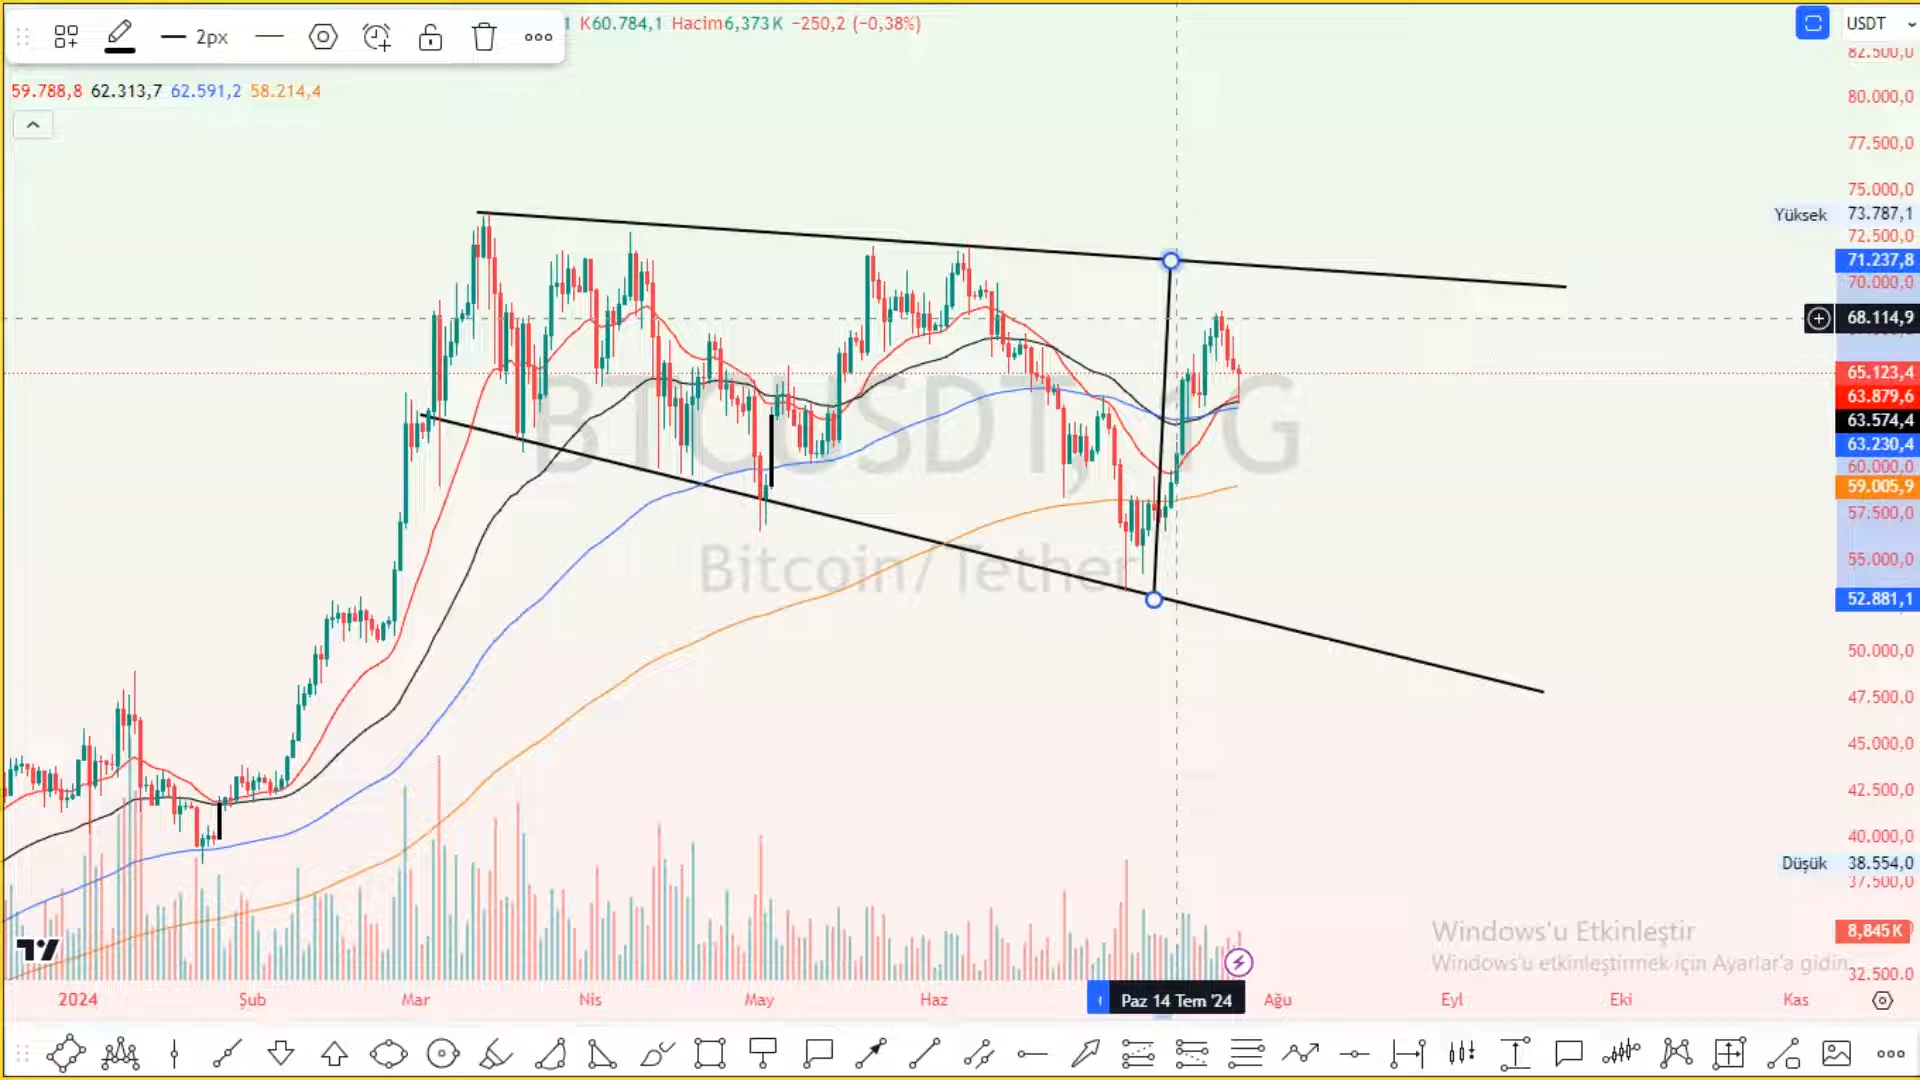 2px
1 K60.784,1 Hacim6,373K −250,2 (−0,38%)
USDT
59.788,8 62.313,7 62.591,2 58.214,4
82.500,0
80.000,0
77.500,0
75.000,0
Yüksek 73.787,1
72.500,0
71.237,8
70.000,0
68.114,9
65.123,4
63.879,6
63.574,4
63.230,4
60.000,0
59.005,9
57.500,0
55.000,0
52.881,1
50.000,0
47.500,0
45.000,0
42.500,0
40.000,0
Düşük 38.554,0
37.500,0
8,845K
32.500,0
BTCUSDT, 1G
Bitcoin / Tether
Windows'u Etkinleştir
Windows'u etkinleştirmek için Ayarlar'a gidin.
2024 Şub Mar Nis May Haz Paz 14 Tem '24 Ağu Eyl Eki Kas